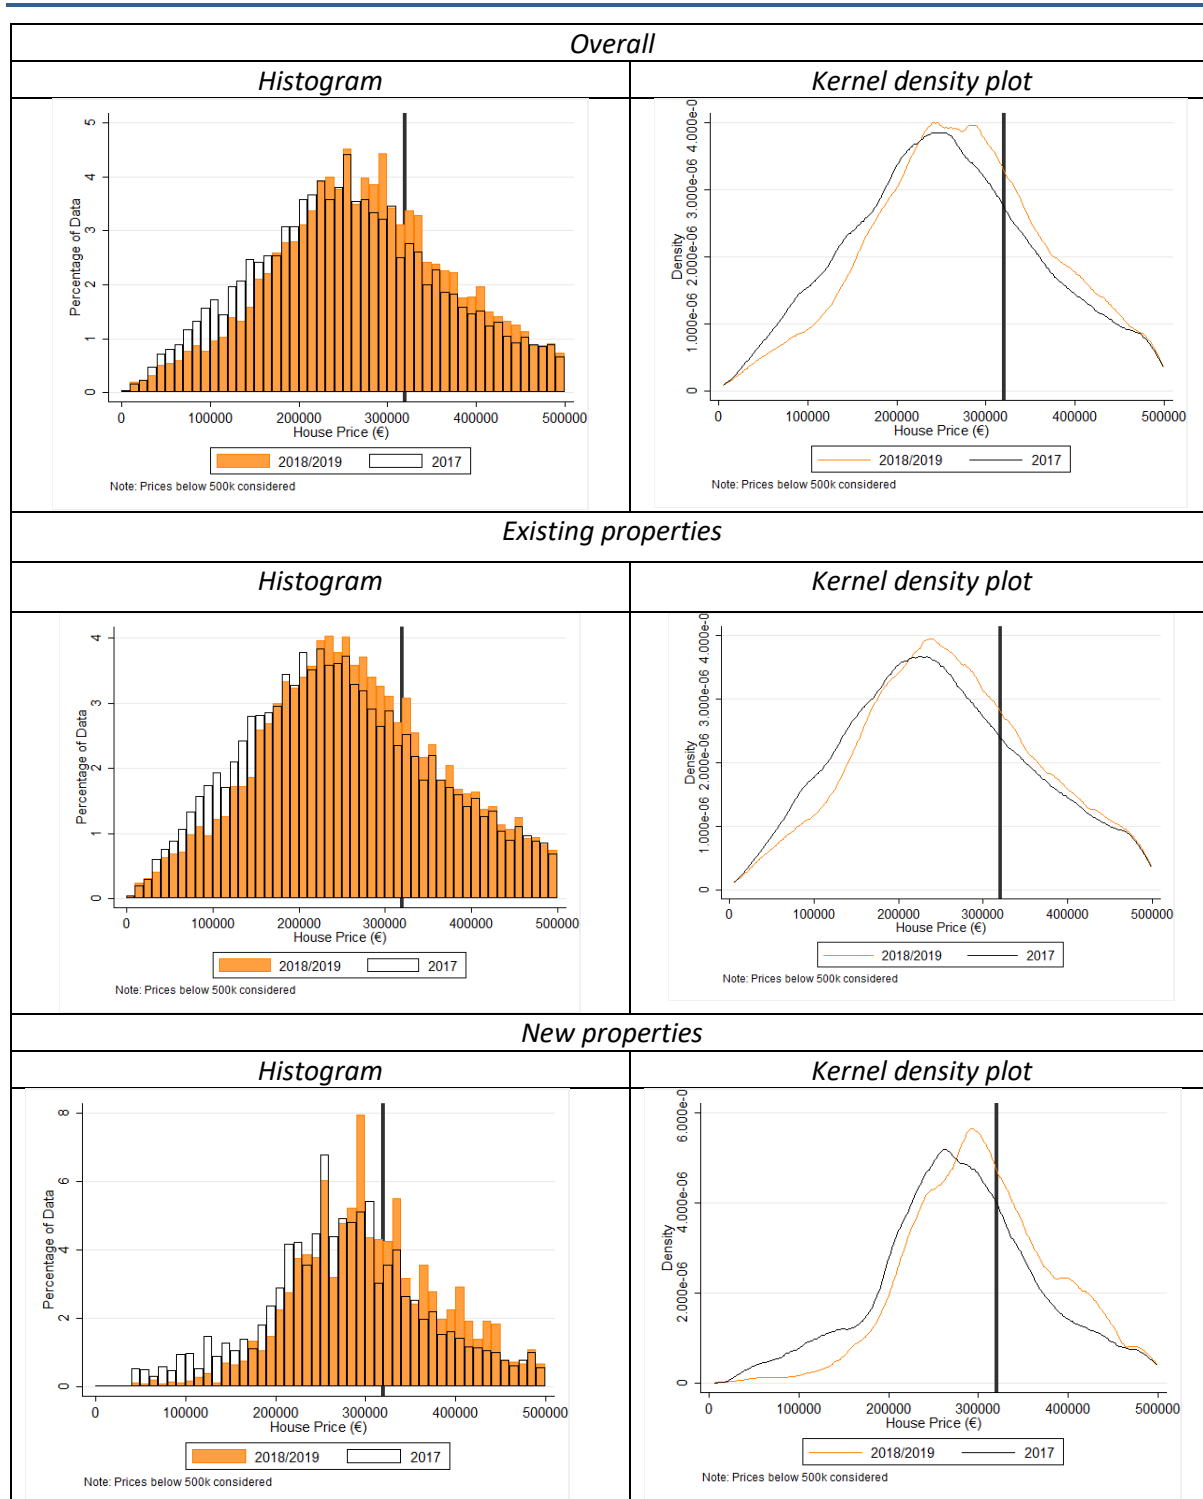 Overall
Histogram
Kernel density plot
5
4
3
2
1
0
Percentage of Data
0 100000 200000 300000 400000 500000
House Price (€)
2018/2019 2017
Note: Prices below 500k considered
4.000e-0
3.000e-06
2.000e-06
1.000e-06
0
Density
0 100000 200000 300000 400000 500000
House Price (€)
2018/2019 2017
Note: Prices below 500k considered
Existing properties
Histogram
Kernel density plot
4
3
2
1
0
Percentage of Data
0 100000 200000 300000 400000 500000
House Price (€)
2018/2019 2017
Note: Prices below 500k considered
4.000e-0
3.000e-06
2.000e-06
1.000e-06
0
Density
0 100000 200000 300000 400000 500000
House Price (€)
2018/2019 2017
Note: Prices below 500k considered
New properties
Histogram
Kernel density plot
8
6
4
2
0
Percentage of Data
0 100000 200000 300000 400000 500000
House Price (€)
2018/2019 2017
Note: Prices below 500k considered
6.000e-0
4.000e-06
2.000e-06
0
Density
0 100000 200000 300000 400000 500000
House Price (€)
2018/2019 2017
Note: Prices below 500k considered